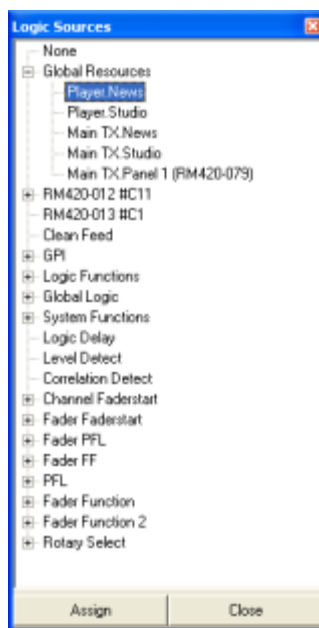 Logic Sources
None
Global Resources
Player.News
Player.Studio
Main TX.News
Main TX.Studio
Main TX.Panel 1 (RM420-079)
RM420-012 #C11
RM420-013 #C1
Clean Feed
GPI
Logic Functions
Global Logic
System Functions
Logic Delay
Level Detect
Correlation Detect
Channel Faderstart
Fader Faderstart
Fader PFL
Fader FF
PFL
Fader Function
Fader Function 2
Rotary Select
Assign Close